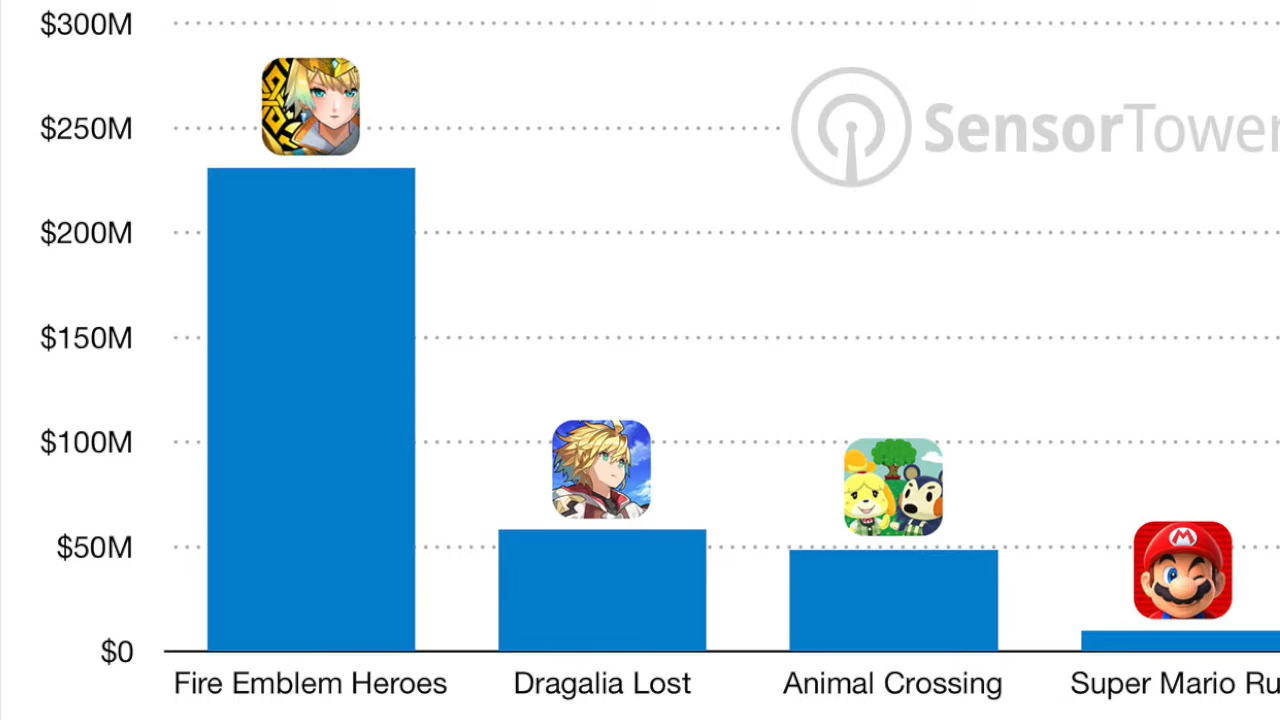 $300M
$250M
SensorTower
$200M
$150M
$100M
$50M
$0
Fire Emblem Heroes
Dragalia Lost
Animal Crossing
Super Mario Ru